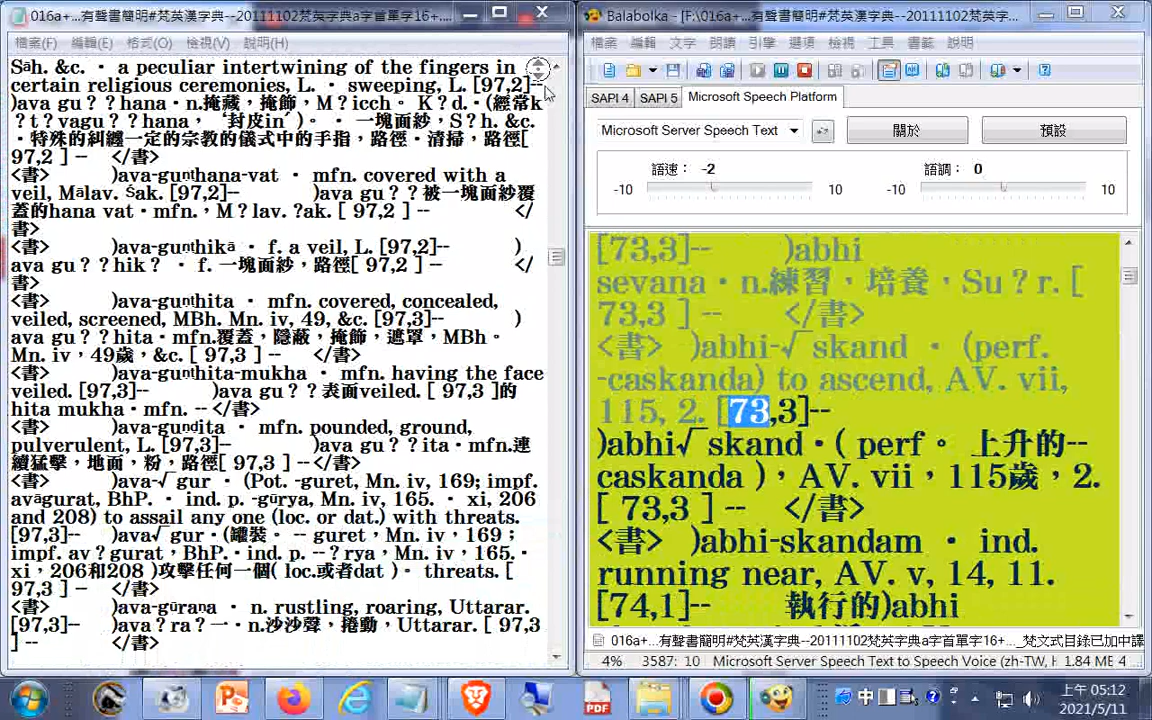 016a+...有聲書簡明#梵英漢字典--20111102梵英字典a字首單字16+...
檔案(F) 編輯(E) 格式(O) 檢視(V) 說明(H)
Sāh. &c. · a peculiar intertwining of the fingers in
certain religious ceremonies, L. · sweeping, L. [97,2]--
)ava gu??hana·n.掩藏，掩飾，M?icch。K?d.·(經常k
?t?vagu??hana，‘封皮in’)。·一塊面紗，S?h. &c.
·特殊的糾纏一定的宗教的儀式中的手指，路徑·清掃，路徑[
97,2 ] -- </書>
<書> )ava-guṇṭhana-vat · mfn. covered with a
veil, Mālav. Śak. [97,2]-- )ava gu??被一塊面紗覆
蓋的hana vat·mfn.，M?lav. ?ak. [ 97,2 ] -- </
書>
<書> )ava-guṇṭhikā · f. a veil, L. [97,2]-- )
ava gu??hik? · f. 一塊面紗，路徑[ 97,2 ] -- </
書>
<書> )ava-guṇṭhita · mfn. covered, concealed,
veiled, screened, MBh. Mn. iv, 49, &c. [97,3]-- )
ava gu??hita·mfn.覆蓋，隱蔽，掩飾，遮罩，MBh。
Mn. iv，49歲，&c. [ 97,3 ] -- </書>
<書> )ava-guṇṭhita-mukha · mfn. having the face
veiled. [97,3]-- )ava gu??表面veiled. [ 97,3 ]的
hita mukha·mfn. -- </書>
<書> )ava-guṇḍita · mfn. pounded, ground,
pulverulent, L. [97,3]-- )ava gu??ita·mfn.連
續猛擊，地面，粉，路徑[ 97,3 ] -- </書>
<書> )ava-√ gur · (Pot. -guret, Mn. iv, 169; impf.
avāgurat, BhP. · ind. p. -gūrya, Mn. iv, 165. · xi, 206
and 208) to assail any one (loc. or dat.) with threats.
[97,3]-- )ava√ gur·(罐裝。-- guret，Mn. iv，169；
impf. av?gurat，BhP.·ind. p. --?rya，Mn. iv，165.·
xi，206和208 )攻擊任何一個( loc.或者dat )。threats. [
97,3 ] -- </書>
<書> )ava-gūraṇa · n. rustling, roaring, Uttarar.
[97,3]-- )ava?ra?一·n.沙沙聲，捲動，Uttarar. [ 97,3
] -- </書>
Balabolka - [F:\016a+...有聲書簡明#梵英漢字典--20111102梵英字...
檔案 編輯 文字 朗讀 引擎 選項 檢視 工具 書籤 說明
SAPI 4 SAPI 5 Microsoft Speech Platform
Microsoft Server Speech Text 關於 預設
語速： -2 語調： 0
-10 10 -10 10
[73,3]-- )abhi
sevana·n.練習，培養，Su?r. [
73,3 ] -- </書>
<書> )abhi-√ skand · (perf.
-caskanda) to ascend, AV. vii,
115, 2. [73,3]--
)abhi√ skand·( perf。上升的--
caskanda )，AV. vii，115歲，2.
[ 73,3 ] -- </書>
<書> )abhi-skandam · ind.
running near, AV. v, 14, 11.
[74,1]-- 執行的)abhi
016a+...有聲書簡明#梵英漢字典--20111102梵英字典a字首單字16+..._梵文式目錄已加中譯
4% 3587: 10 Microsoft Server Speech Text to Speech Voice (zh-TW, H 1.84 MB 4
PDF 中 上午 05:12
2021/5/11